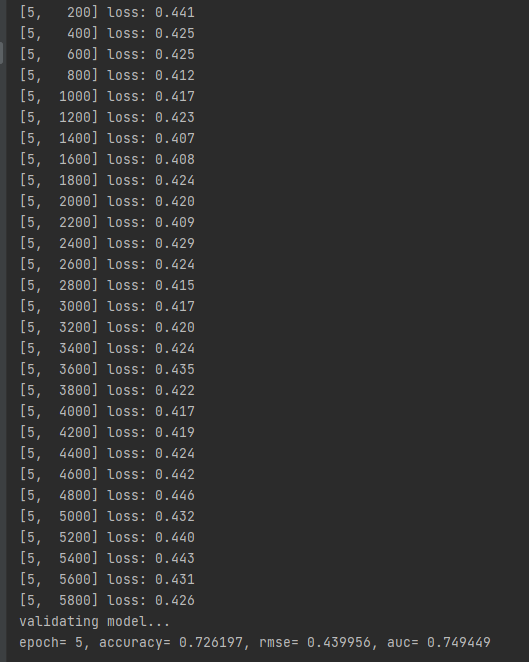 [5,   200] loss: 0.441
[5,   400] loss: 0.425
[5,   600] loss: 0.425
[5,   800] loss: 0.412
[5,  1000] loss: 0.417
[5,  1200] loss: 0.423
[5,  1400] loss: 0.407
[5,  1600] loss: 0.408
[5,  1800] loss: 0.424
[5,  2000] loss: 0.420
[5,  2200] loss: 0.409
[5,  2400] loss: 0.429
[5,  2600] loss: 0.424
[5,  2800] loss: 0.415
[5,  3000] loss: 0.417
[5,  3200] loss: 0.420
[5,  3400] loss: 0.424
[5,  3600] loss: 0.435
[5,  3800] loss: 0.422
[5,  4000] loss: 0.417
[5,  4200] loss: 0.419
[5,  4400] loss: 0.424
[5,  4600] loss: 0.442
[5,  4800] loss: 0.446
[5,  5000] loss: 0.432
[5,  5200] loss: 0.440
[5,  5400] loss: 0.443
[5,  5600] loss: 0.431
[5,  5800] loss: 0.426
validating model...
epoch= 5, accuracy= 0.726197, rmse= 0.439956, auc= 0.749449